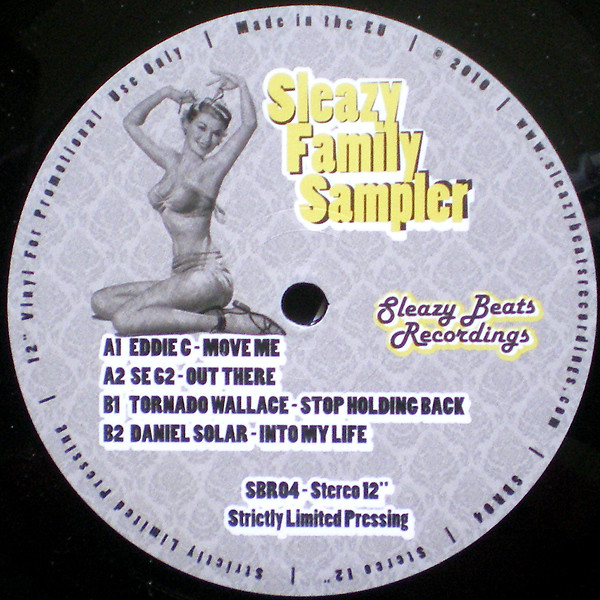 Sleazy
Family
Sampler
Sleazy Beats
Recordings
A1 EDDIE C - MOVE ME
A2 SE 62 - OUT THERE
B1 TORNADO WALLACE - STOP HOLDING BACK
B2 DANIEL SOLAR - INTO MY LIFE
SBR04 - Stereo 12"
Strictly Limited Pressing
12" Vinyl For Promotional Use Only | Made in the EU | © 2010 | www.sleazybeatsrecordings.com | SBR04 | Stereo 12" | Strictly Limited Pressing |